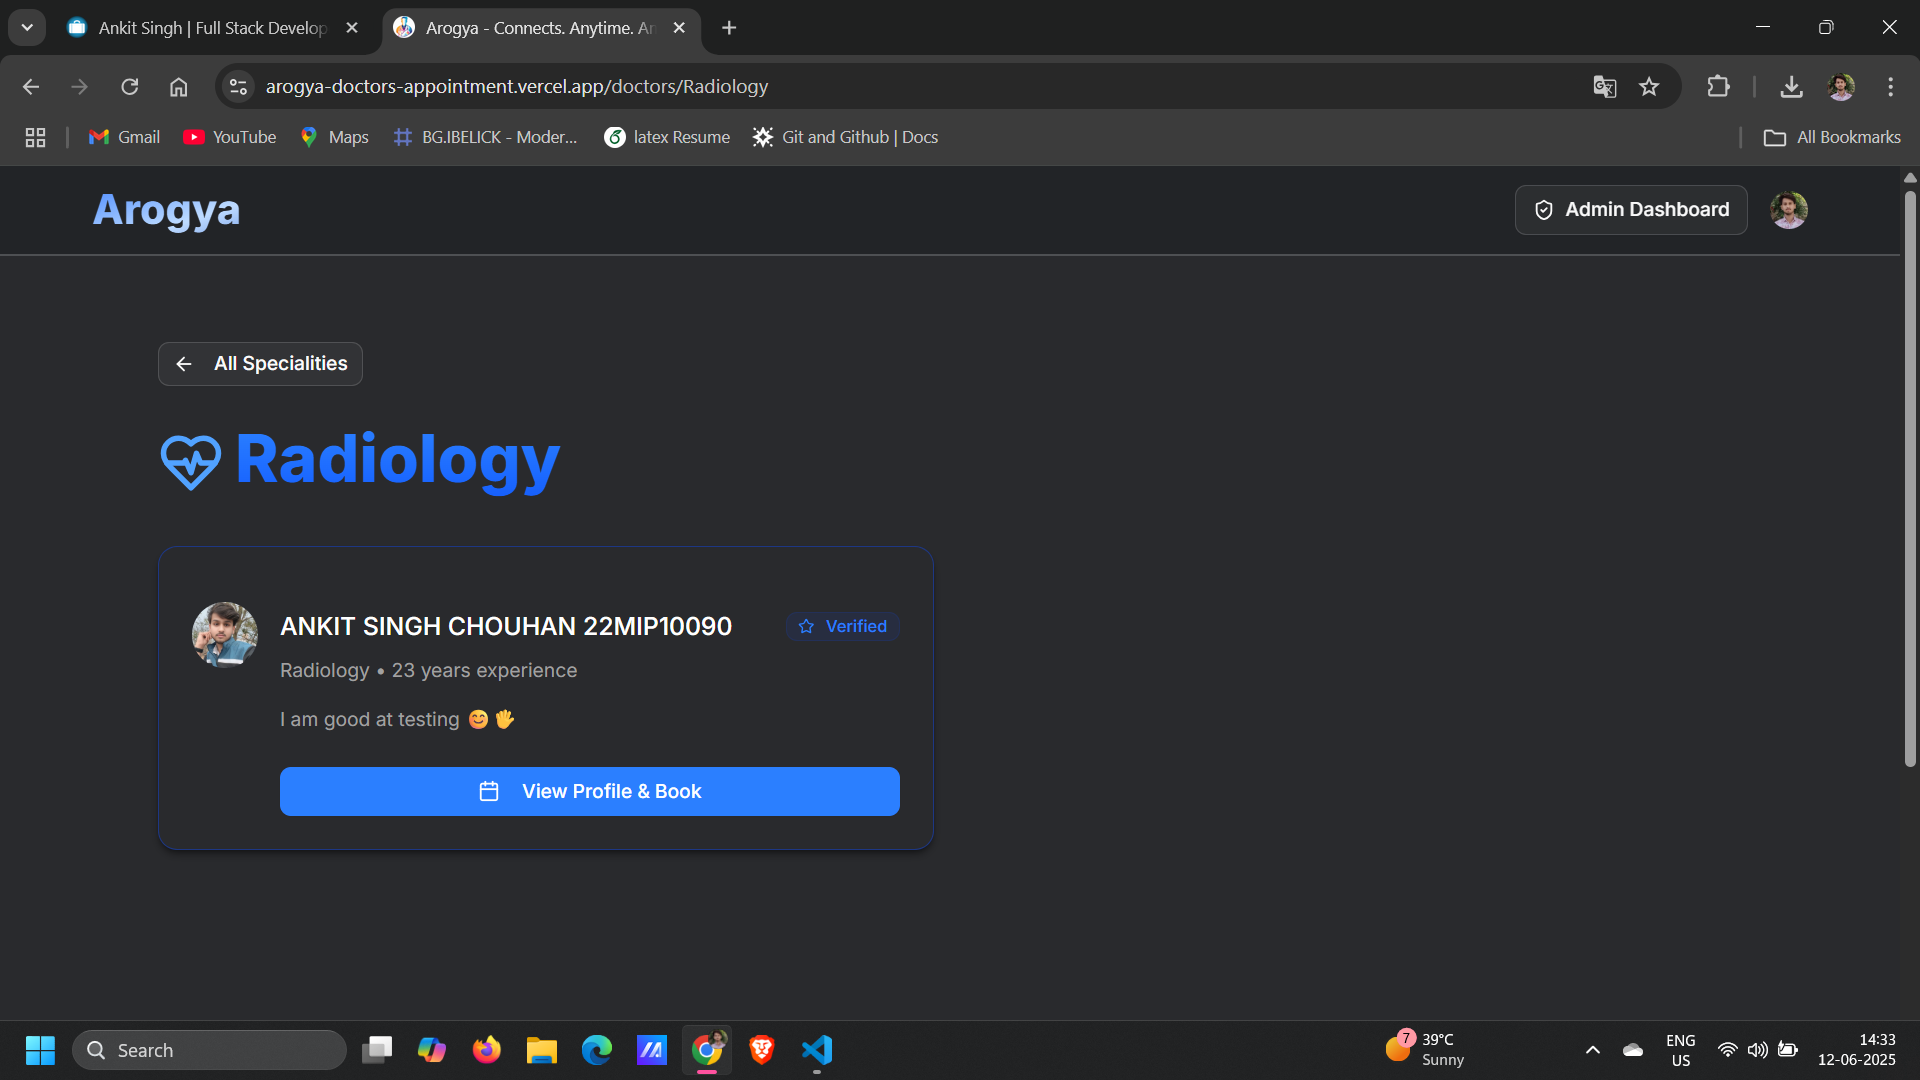 Ankit Singh | Full Stack Develop
Arogya - Connects. Anytime. An
arogya-doctors-appointment.vercel.app/doctors/Radiology
Gmail
YouTube
Maps
BG.IBELICK - Moder...
latex Resume
Git and Github | Docs
All Bookmarks
Arogya
Admin Dashboard
All Specialities
Radiology
ANKIT SINGH CHOUHAN 22MIP10090
Verified
Radiology • 23 years experience
I am good at testing 😊🖐️
View Profile & Book
Search
7
39°C
Sunny
ENG
US
14:33
12-06-2025